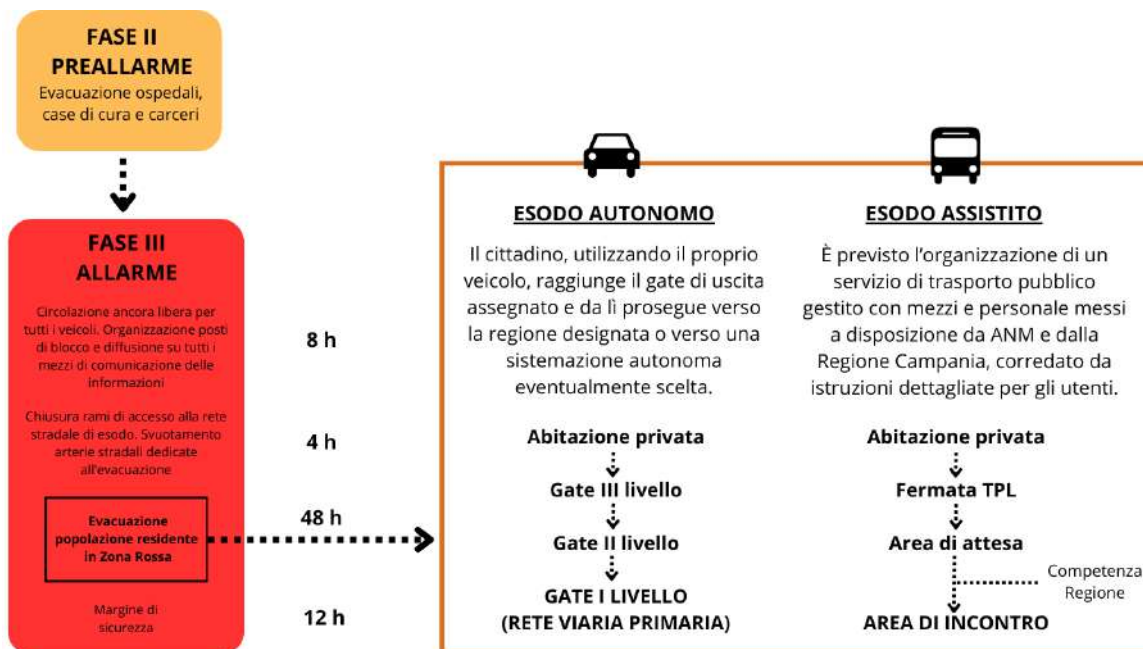 FASE II
PREALLARME
Evacuazione ospedali,
case di cura e carceri
FASE III
ALLARME
Circolazione ancora libera per
tutti i veicoli. Organizzazione posti
di blocco e diffusione su tutti i
mezzi di comunicazione delle
informazioni
8 h
Chiusura rami di accesso alla rete
stradale di esodo. Svuotamento
arterie stradali dedicate
all'evacuazione
4 h
Evacuazione
popolazione residente
in Zona Rossa
48 h
Margine di
sicurezza
12 h
ESODO AUTONOMO
Il cittadino, utilizzando il proprio
veicolo, raggiunge il gate di uscita
assegnato e da lì prosegue verso
la regione designata o verso una
sistemazione autonoma
eventualmente scelta.
Abitazione privata
Gate III livello
Gate II livello
GATE I LIVELLO
(RETE VIARIA PRIMARIA)
ESODO ASSISTITO
È previsto l'organizzazione di un
servizio di trasporto pubblico
gestito con mezzi e personale messi
a disposizione da ANM e dalla
Regione Campania, corredato da
istruzioni dettagliate per gli utenti.
Abitazione privata
Fermata TPL
Area di attesa
Competenza
Regione
AREA DI INCONTRO